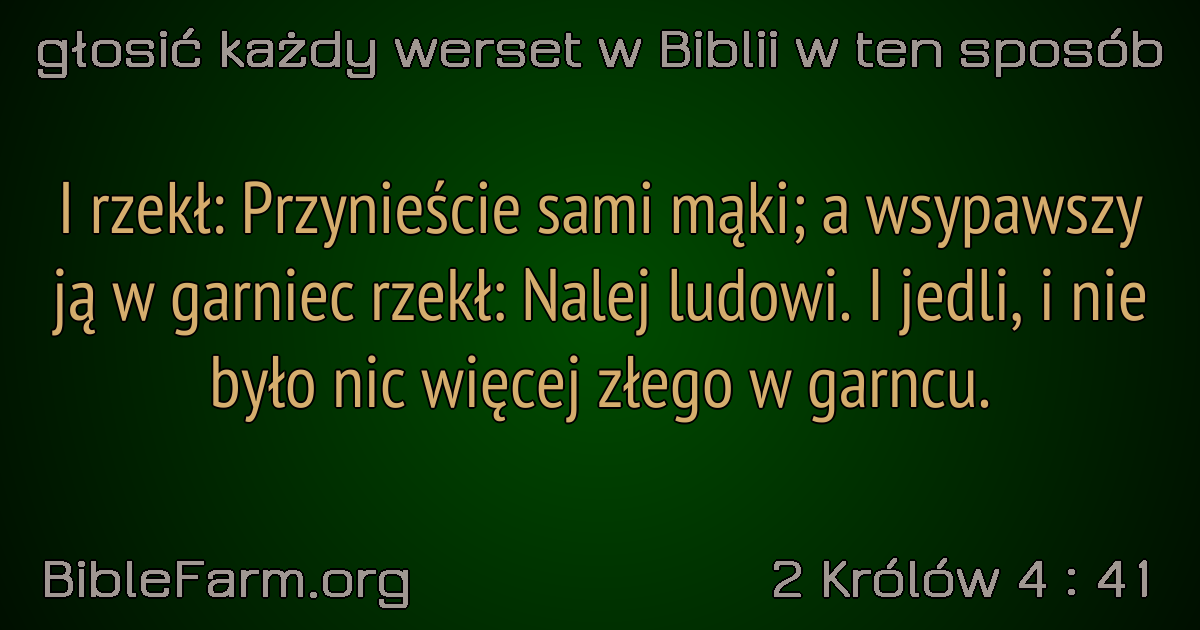 głosić każdy werset w Biblii w ten sposób
I rzekł: Przynieście sami mąki; a wsypawszy
ją w garniec rzekł: Nalej ludowi. I jedli, i nie
było nic więcej złego w garncu.
BibleFarm.org
2 Królów 4 : 41